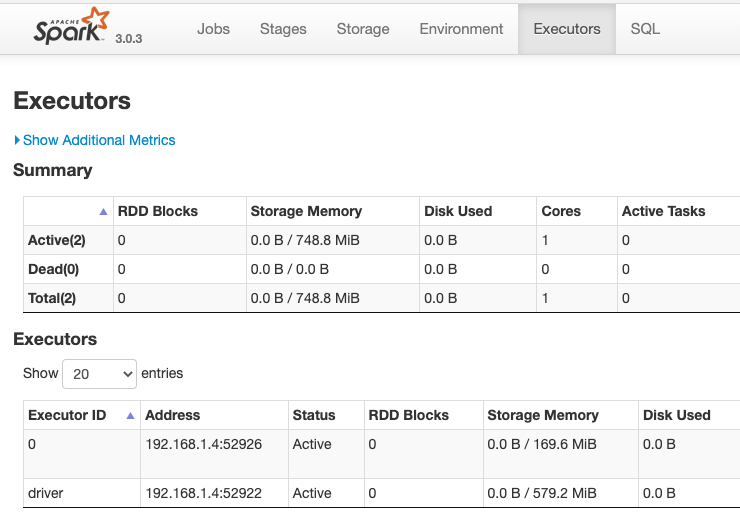 APACHE
Spark 3.0.3 Jobs Stages Storage Environment Executors SQL
Executors
Show Additional Metrics
Summary
RDD Blocks Storage Memory Disk Used Cores Active Tasks
Active(2) 0 0.0 B / 748.8 MiB 0.0 B 1 0
Dead(0) 0 0.0 B / 0.0 B 0.0 B 0 0
Total(2) 0 0.0 B / 748.8 MiB 0.0 B 1 0
Executors
Show 20 entries
Executor ID Address Status RDD Blocks Storage Memory Disk Used
0 192.168.1.4:52926 Active 0 0.0 B / 169.6 MiB 0.0 B
driver 192.168.1.4:52922 Active 0 0.0 B / 579.2 MiB 0.0 B